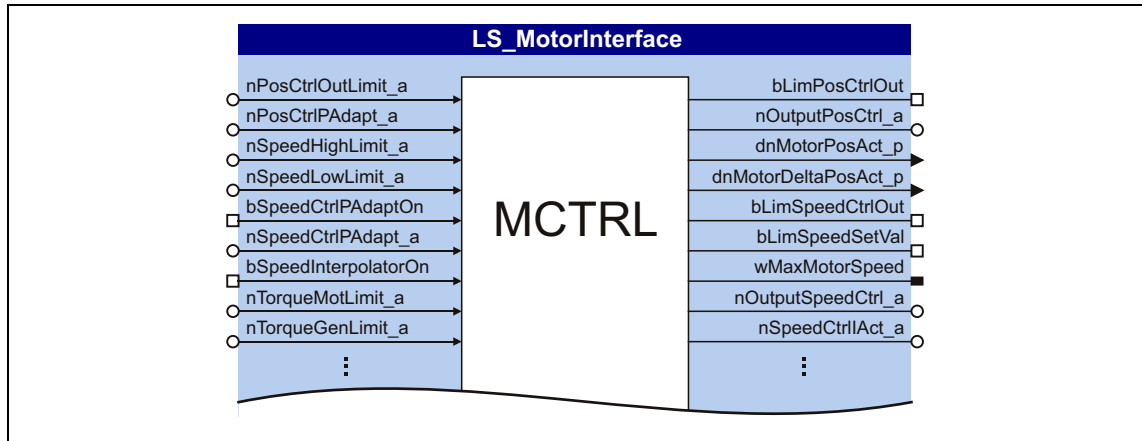 LS_MotorInterface
nPosCtrlOutLimit_a
nPosCtrlPAdapt_a
nSpeedHighLimit_a
nSpeedLowLimit_a
bSpeedCtrlPAdaptOn
nSpeedCtrlPAdapt_a
bSpeedInterpolatorOn
nTorqueMotLimit_a
nTorqueGenLimit_a
MCTRL
bLimPosCtrlOut
nOutputPosCtrl_a
dnMotorPosAct_p
dnMotorDeltaPosAct_p
bLimSpeedCtrlOut
bLimSpeedSetVal
wMaxMotorSpeed
nOutputSpeedCtrl_a
nSpeedCtrlIAct_a